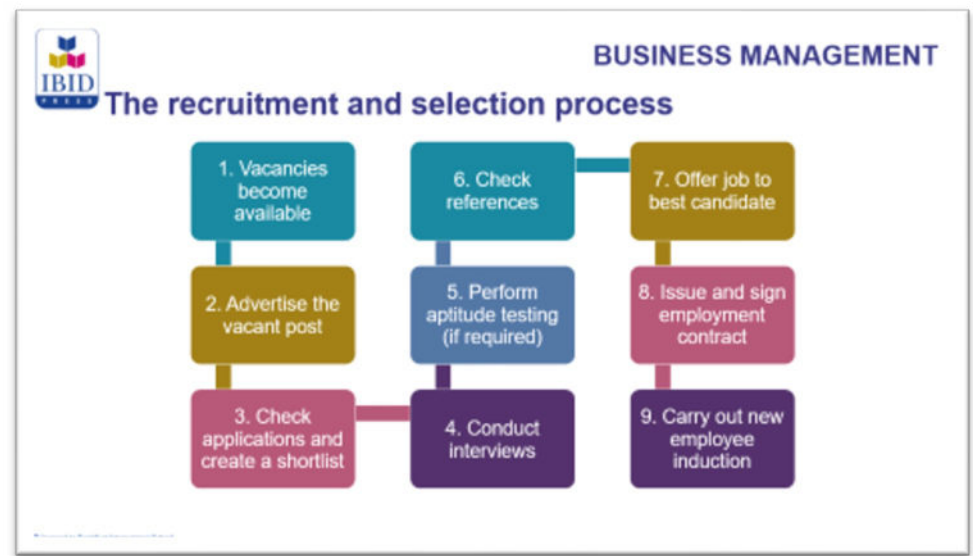 BUSINESS MANAGEMENT
IBID
PRESS
The recruitment and selection process
1. Vacancies
become
available
2. Advertise the
vacant post
3. Check
applications and
create a shortlist
4. Conduct
interviews
5. Perform
aptitude testing
(if required)
6. Check
references
7. Offer job to
best candidate
8. Issue and sign
employment
contract
9. Carry out new
employee
induction